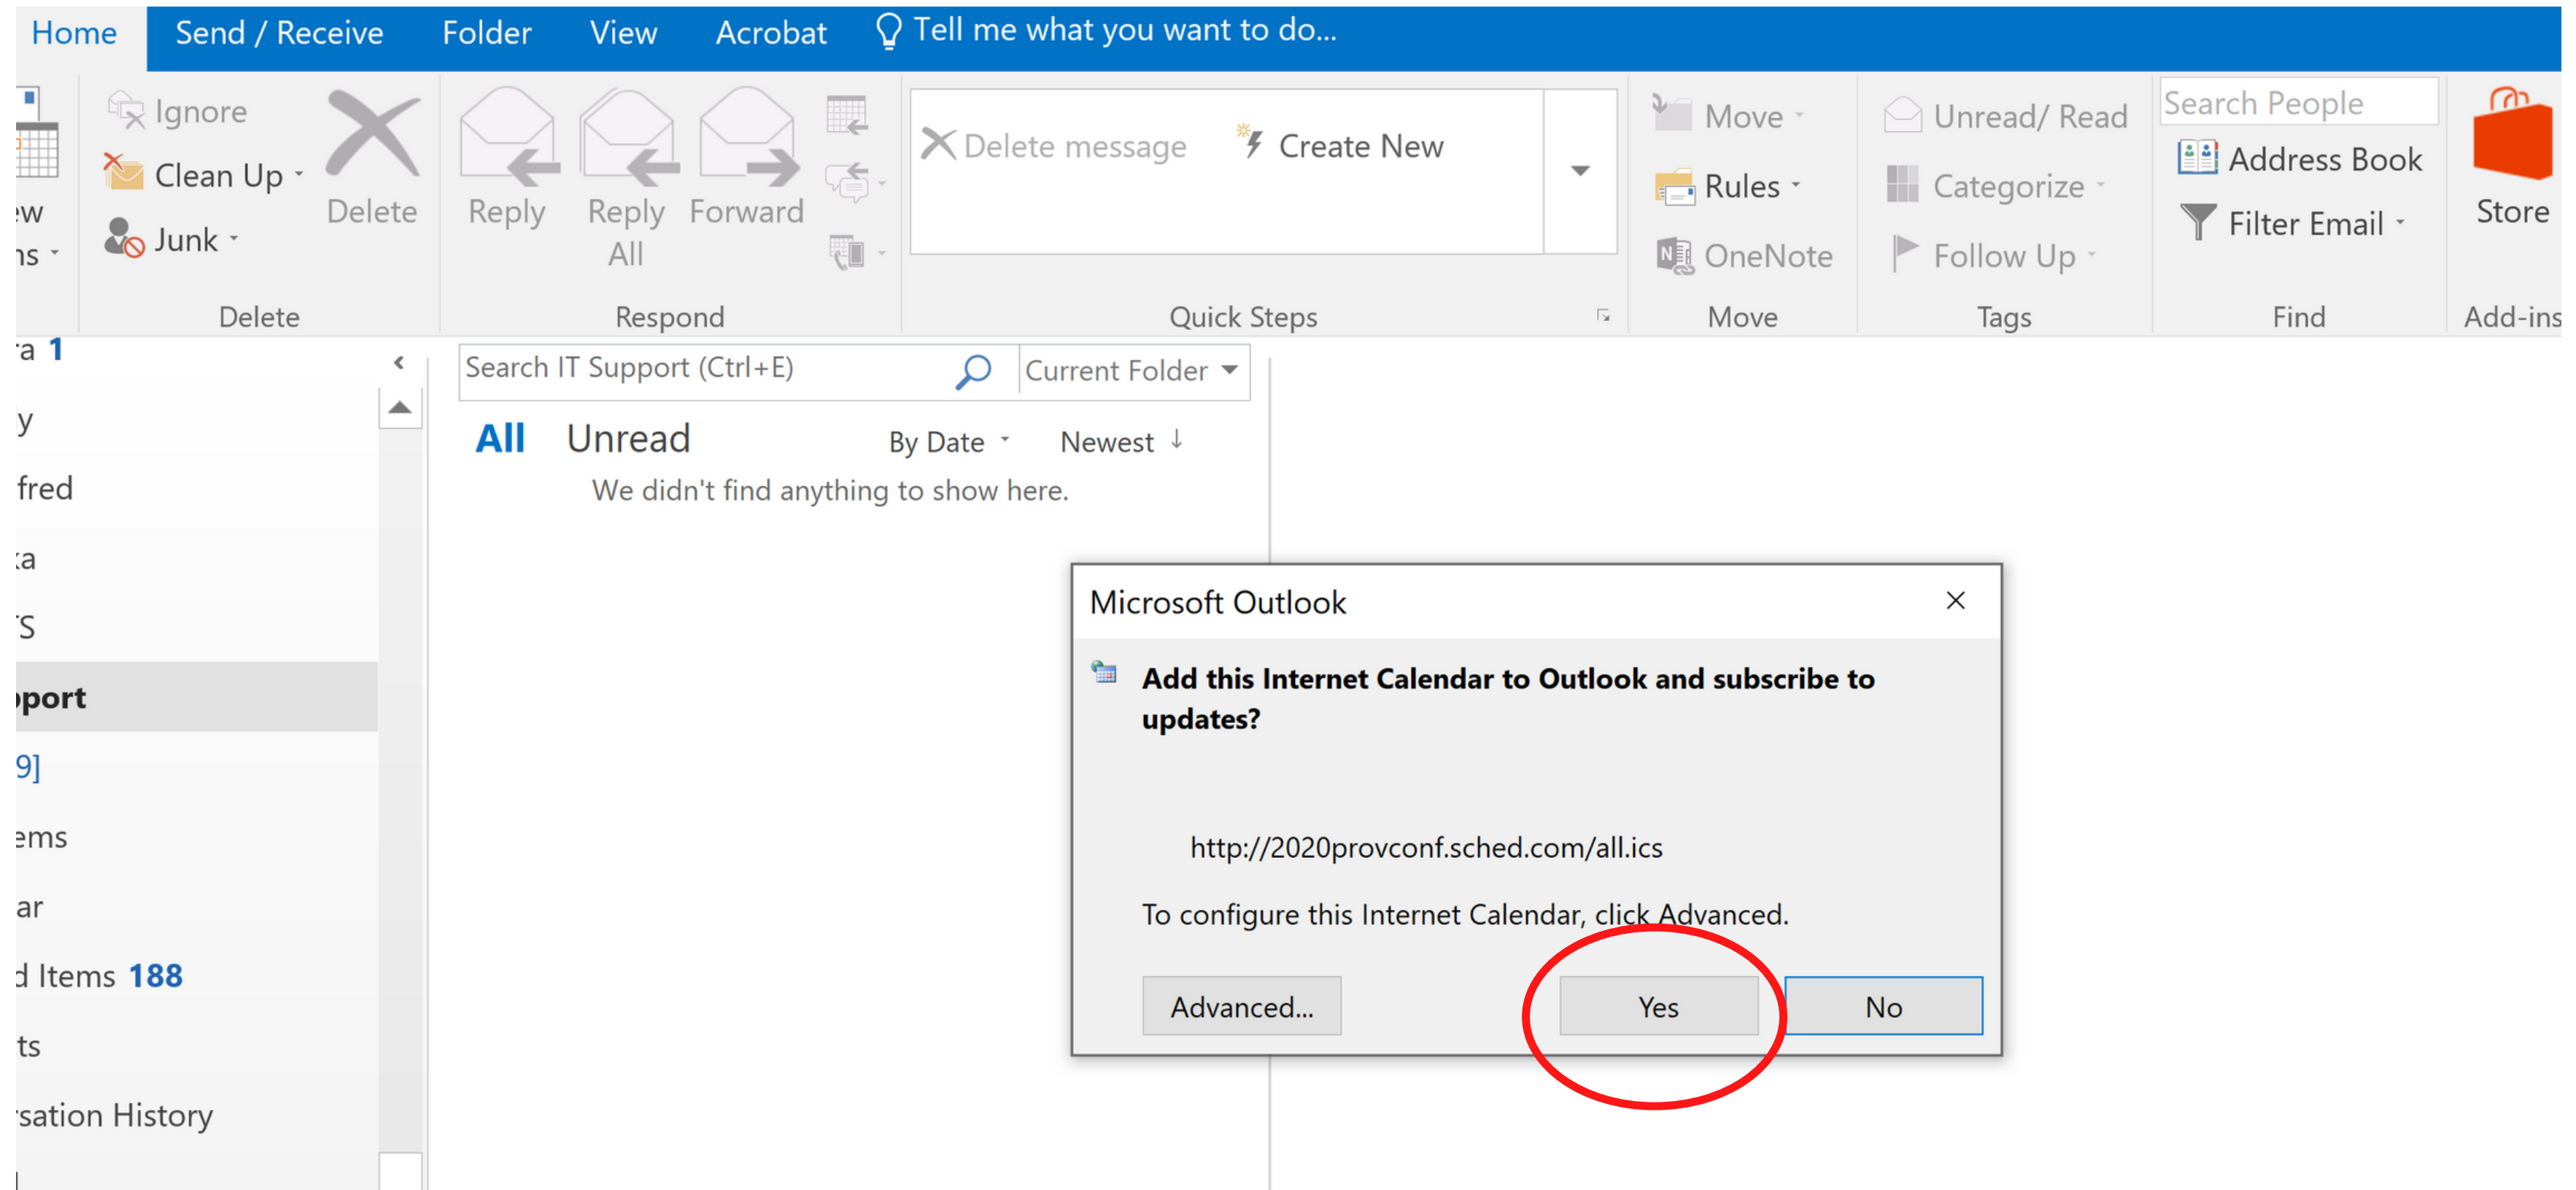 Home Send / Receive Folder View Acrobat Tell me what you want to do...
Ignore
Clean Up
Junk
Delete
Reply
Reply All
Forward
Delete message Create New
Move
Rules
OneNote
Unread/ Read
Categorize
Follow Up
Search People
Address Book
Filter Email
Store
Delete Respond Quick Steps Move Tags Find Add-ins
1
Search IT Support (Ctrl+E) Current Folder
All Unread By Date Newest
We didn't find anything to show here.
fred
pport
9]
ems
ar
d Items 188
ts
sation History
Microsoft Outlook
Add this Internet Calendar to Outlook and subscribe to
updates?
http://2020provconf.sched.com/all.ics
To configure this Internet Calendar, click Advanced.
Advanced... Yes No